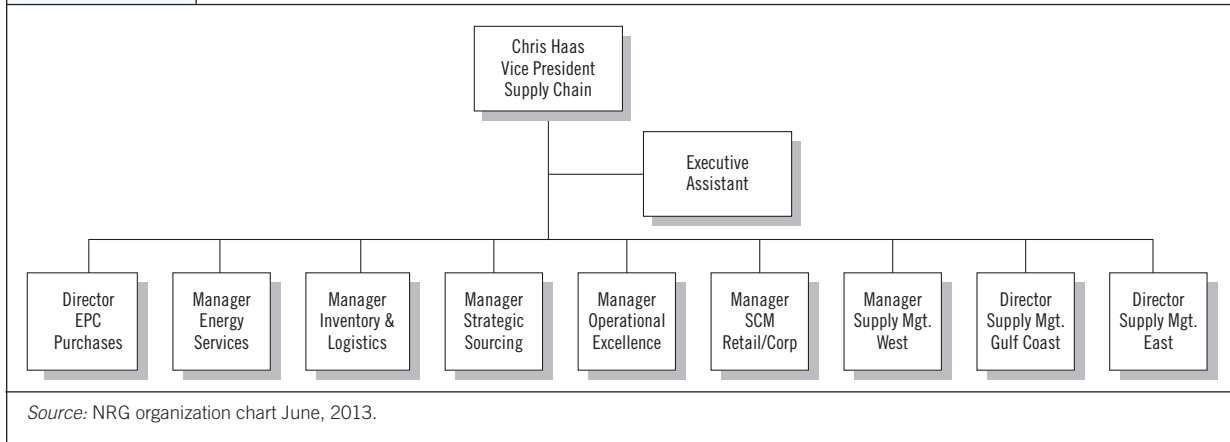 Chris Haas
Vice President
Supply Chain
Executive
Assistant
Director
EPC
Purchases
Manager
Energy
Services
Manager
Inventory &
Logistics
Manager
Strategic
Sourcing
Manager
Operational
Excellence
Manager
SCM
Retail/Corp
Manager
Supply Mgt.
West
Director
Supply Mgt.
Gulf Coast
Director
Supply Mgt.
East
Source: NRG organization chart June, 2013.